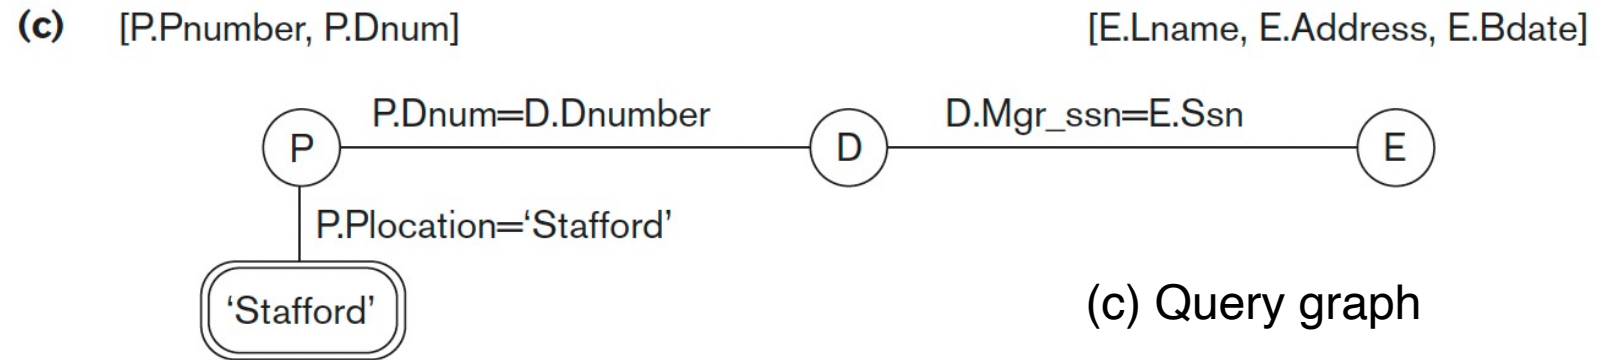 (c) [P.Pnumber, P.Dnum] [E.Lname, E.Address, E.Bdate]
P.Dnum=D.Dnumber D.Mgr_ssn=E.Ssn
P D E
P.Plocation=‘Stafford’
‘Stafford’ (c) Query graph